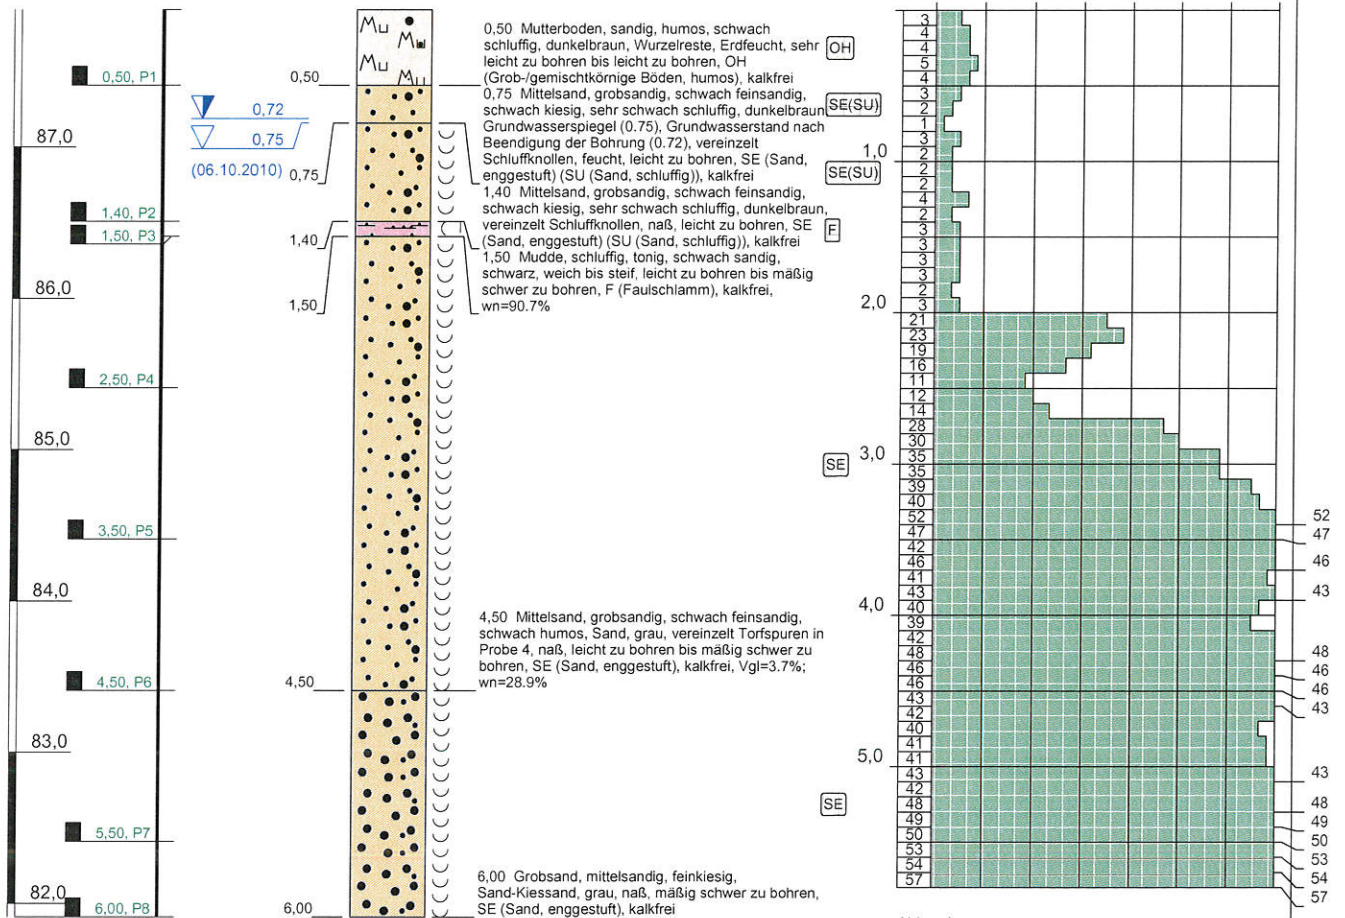 87,0
86,0
85,0
84,0
83,0
82,0
0,50, P1
1,40, P2
1,50, P3
2,50, P4
3,50, P5
4,50, P6
5,50, P7
6,00, P8
0,72
0,75
(06.10.2010)
0,50
0,75
1,40
1,50
4,50
6,00
Mu
Mu
Mu
Mu
0,50 Mutterboden, sandig, humos, schwach
schluffig, dunkelbraun, Wurzelreste, Erdfeucht, sehr
leicht zu bohren bis leicht zu bohren, OH
(Grob-/gemischtkörnige Böden, humos), kalkfrei
0,75 Mittelsand, grobsandig, schwach feinsandig,
schwach kiesig, sehr schwach schluffig, dunkelbraun,
Grundwasserspiegel (0.75), Grundwasserstand nach
Beendigung der Bohrung (0.72), vereinzelt
Schluffknollen, feucht, leicht zu bohren, SE (Sand,
enggestuft) (SU (Sand, schluffig)), kalkfrei
1,40 Mittelsand, grobsandig, schwach feinsandig,
schwach kiesig, sehr schwach schluffig, dunkelbraun,
vereinzelt Schluffknollen, naß, leicht zu bohren, SE
(Sand, enggestuft) (SU (Sand, schluffig)), kalkfrei
1,50 Mudde, schluffig, tonig, schwach sandig,
schwarz, weich bis steif, leicht zu bohren bis mäßig
schwer zu bohren, F (Faulschlamm), kalkfrei,
wn=90.7%
4,50 Mittelsand, grobsandig, schwach feinsandig,
schwach humos, Sand, grau, vereinzelt Torfspuren in
Probe 4, naß, leicht zu bohren bis mäßig schwer zu
bohren, SE (Sand, enggestuft), kalkfrei, Vgl=3.7%;
wn=28.9%
6,00 Grobsand, mittelsandig, feinkiesig,
Sand-Kiessand, grau, naß, mäßig schwer zu bohren,
SE (Sand, enggestuft), kalkfrei
OH
SE(SU)
SE(SU)
F
SE
SE
1,0
2,0
3,0
4,0
5,0
3
4
4
5
4
3
2
1
3
2
2
2
4
2
3
3
3
3
2
3
21
23
19
16
11
12
14
28
30
35
35
39
40
52
47
42
46
41
43
40
39
42
48
46
46
43
42
40
41
41
43
42
48
49
50
53
54
57
52
47
46
43
48
46
46
43
43
48
49
50
53
54
57